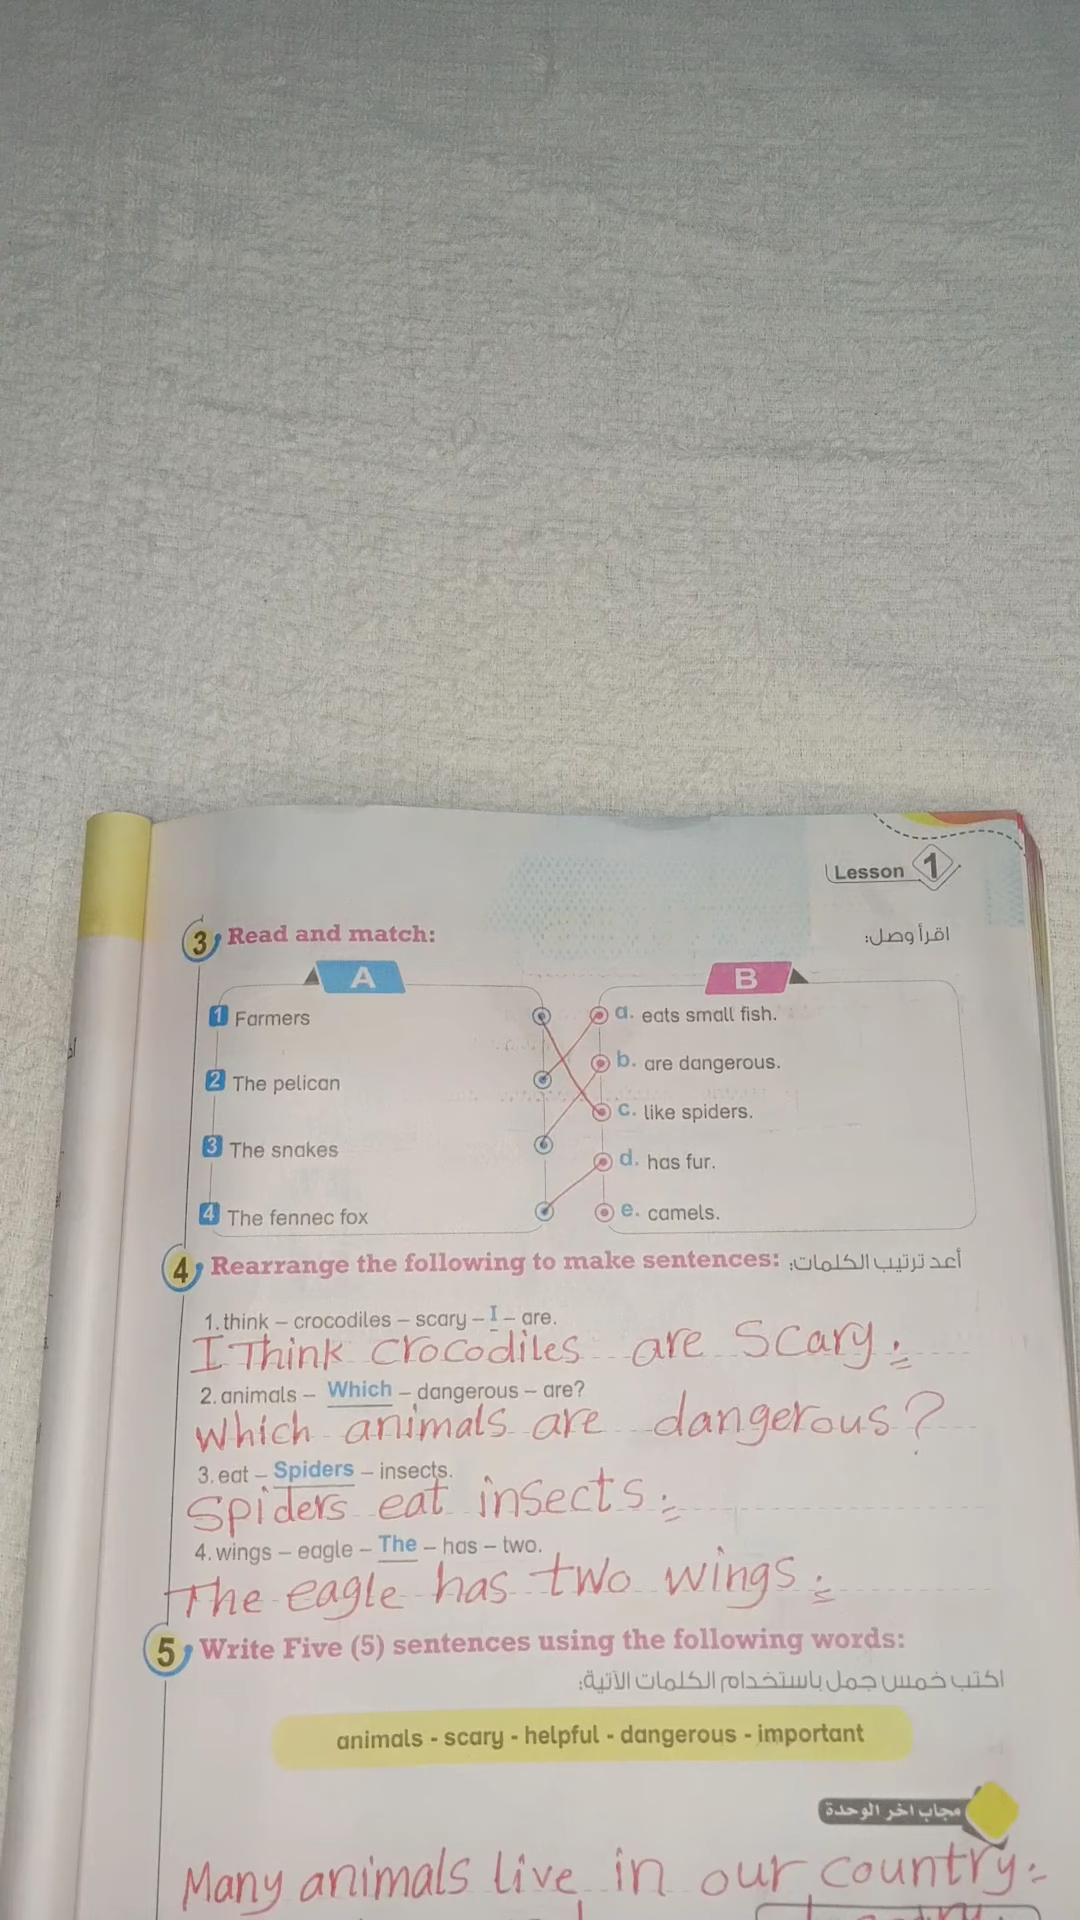 Lesson 1
3 Read and match: اقرأ وصل:
A B
1 Farmers a. eats small fish.
2 The pelican b. are dangerous.
c. like spiders.
3 The snakes d. has fur.
4 The fennec fox e. camels.
4 Rearrange the following to make sentences: أعد ترتيب الكلمات:
1. think – crocodiles – scary – I – are.
I Think crocodiles are scary.
2. animals – Which – dangerous – are?
which animals are dangerous?
3. eat – Spiders – insects.
Spiders eat insects.
4. wings – eagle – The – has – two.
The eagle has two wings.
5 Write Five (5) sentences using the following words:
اكتب خمس جمل باستخدام الكلمات الآتية:
animals - scary - helpful - dangerous - important
مجاب اخر الوحدة
Many animals live in our country.